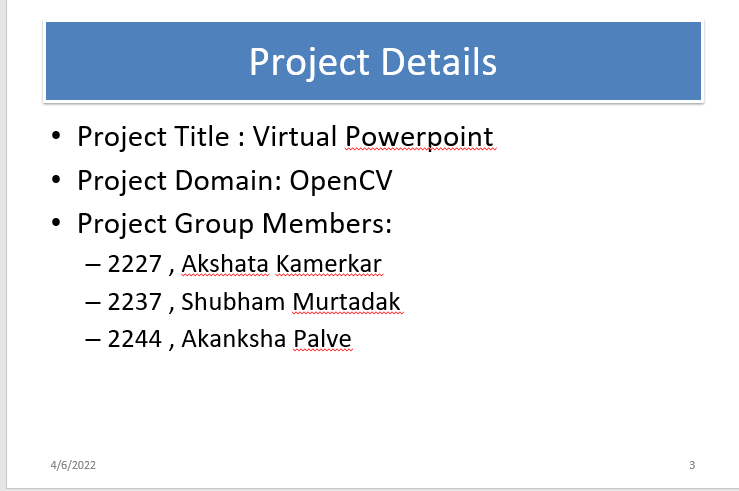 Project Details
• Project Title : Virtual Powerpoint
• Project Domain: OpenCV
• Project Group Members:
– 2227 , Akshata Kamerkar
– 2237 , Shubham Murtadak
– 2244 , Akanksha Palve
4/6/2022 3